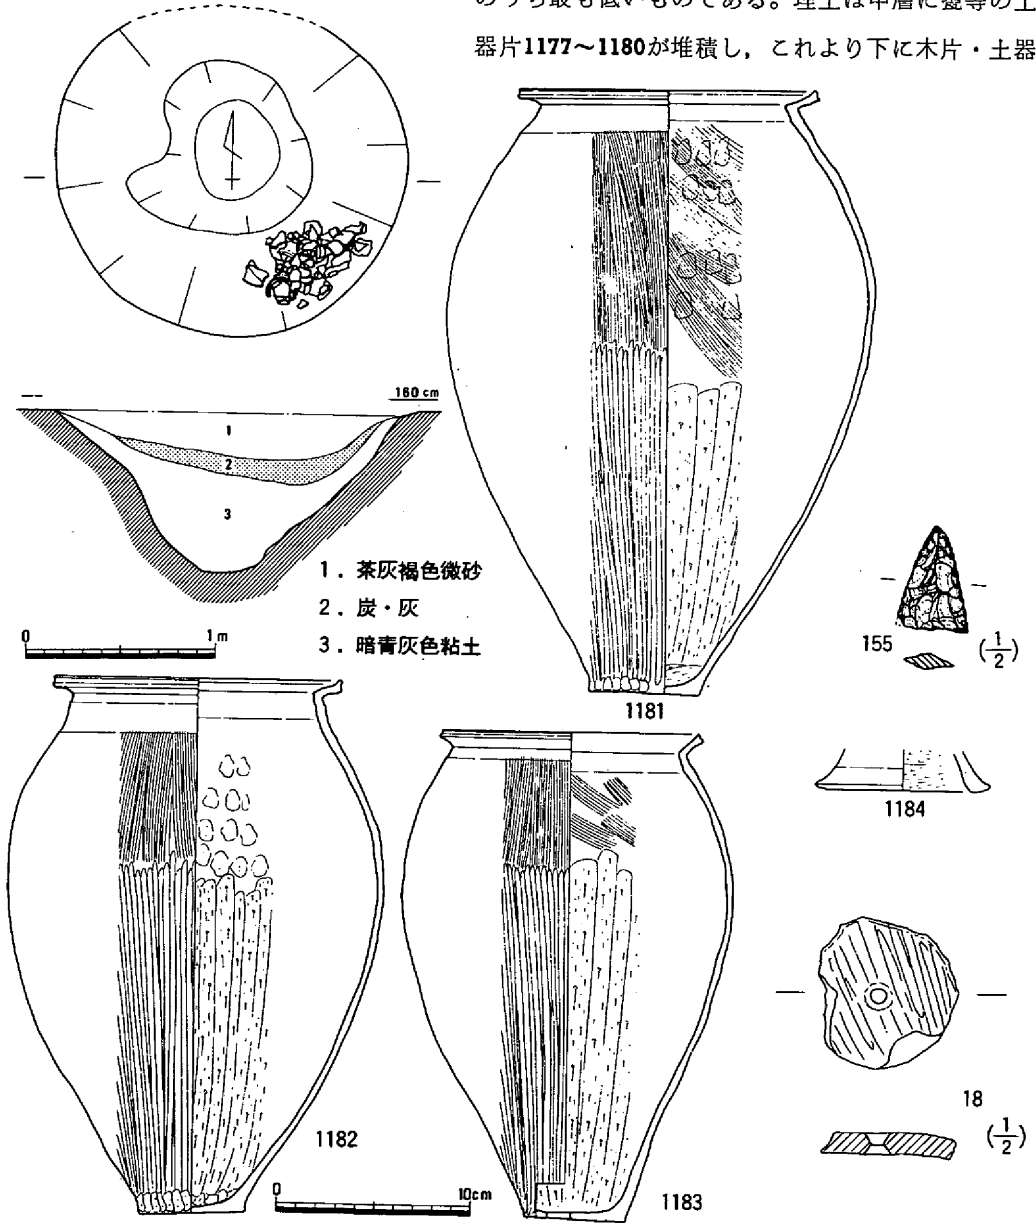 のうち最も低いものである。埋土は中層に甕等の土
器片1177〜1180が堆積し，これより下に木片・土器
160 cm
1
2
3
1．茶灰褐色微砂
2．炭・灰
3．暗青灰色粘土
0 1m
1181
155 (1/2)
1182
1183
1184
18
(1/2)
0 10cm